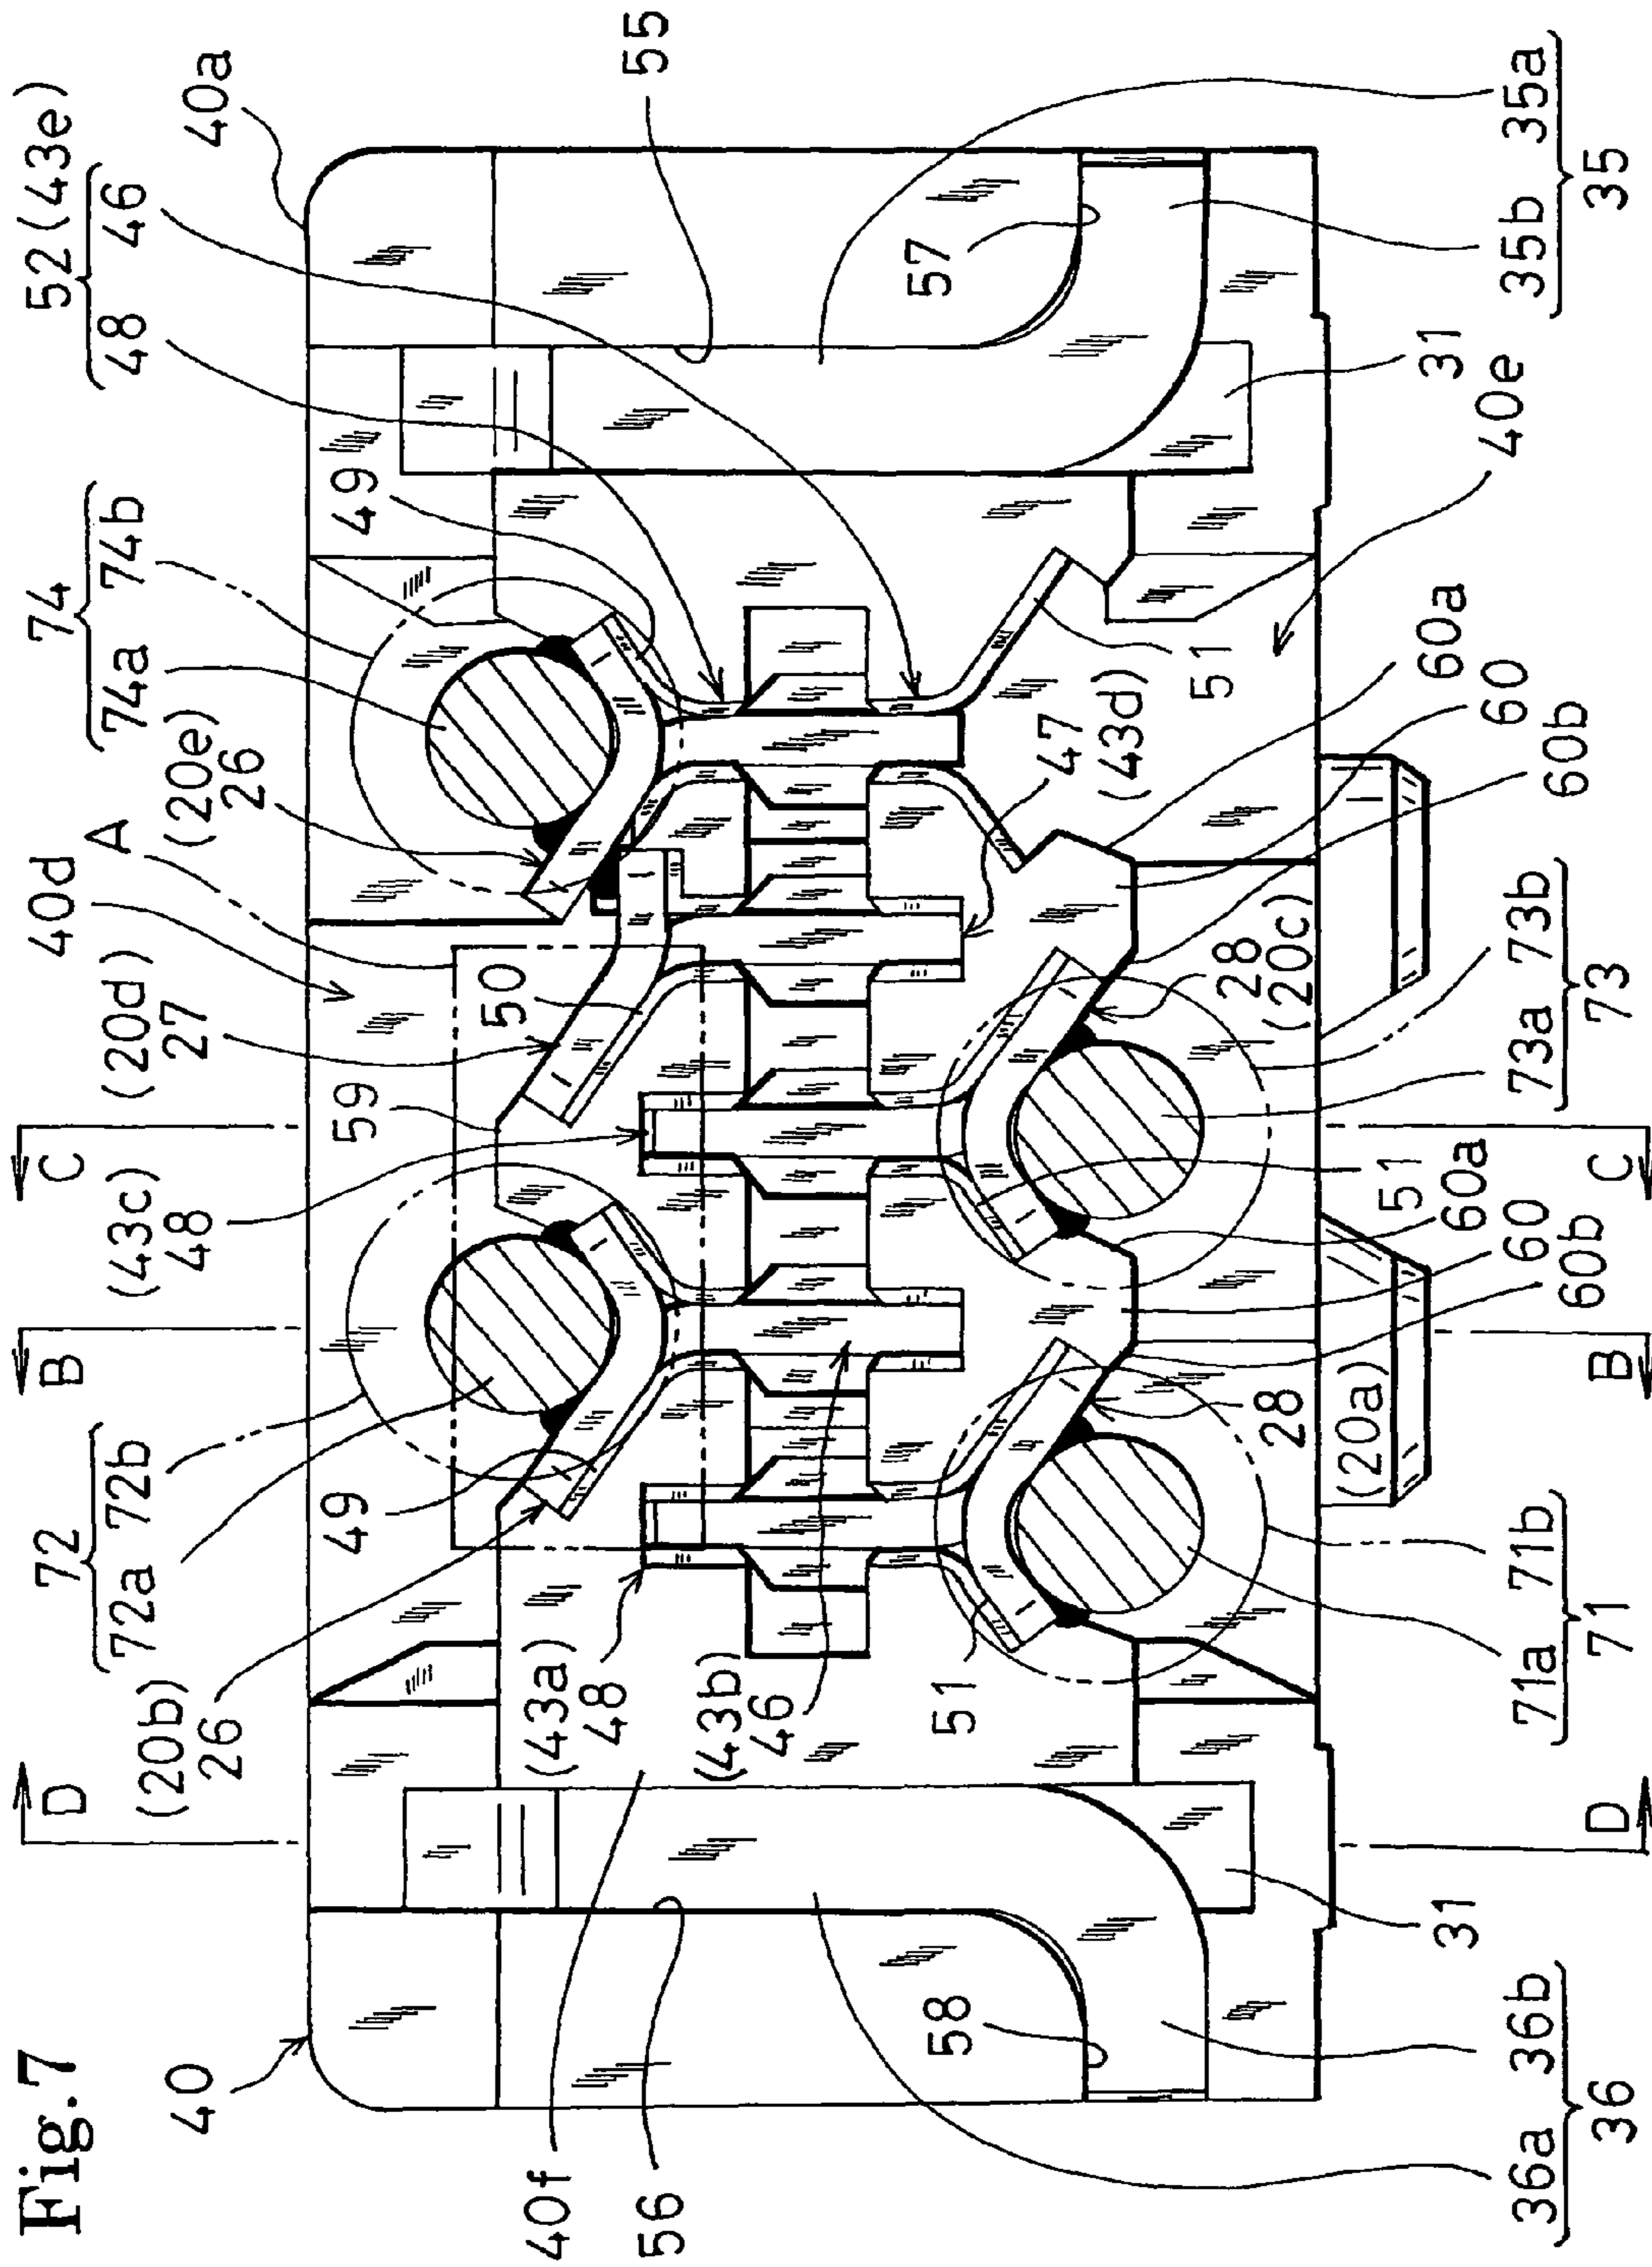 Fig.7
40
D
(20b)
26
72
72a 72b
B
(43c)
48
C
(20d)
27
40d
A
(20e)
26
74
74a 74b
52(43e)
48 46
40a
40f
56
(43a)
48
(43b)
46
49
59
50
49
55
58
51
57
47
(43d)
51
36a 36b
36
31
D
71a 71b
71
(20a)
28
B
60b
60
60a
51
C
73a 73b
73
28
(20c)
60b
60
60a
40e
31
35b 35a
35